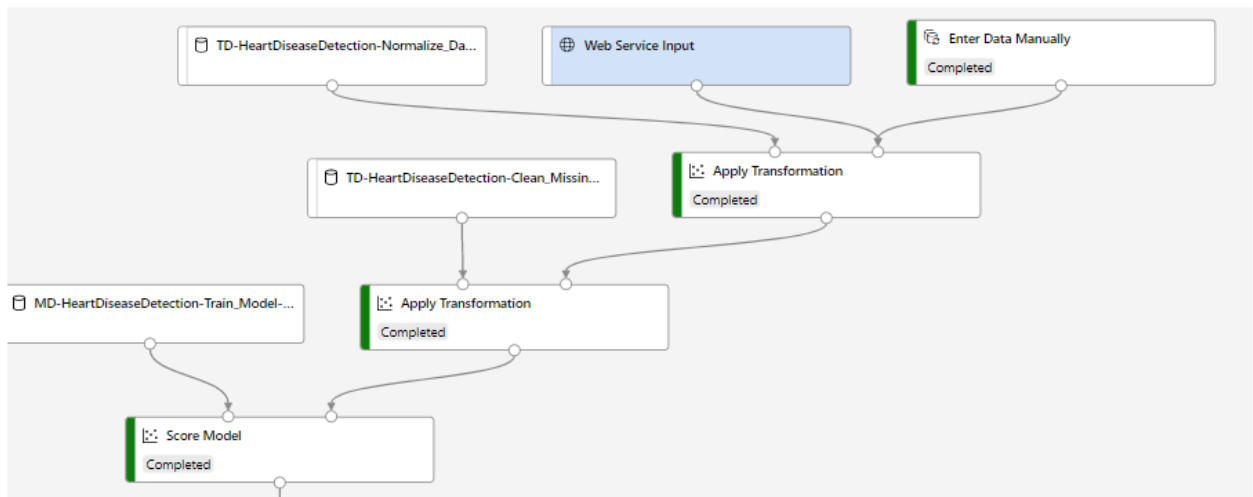 TD-HeartDiseaseDetection-Normalize_Da...
Web Service Input
Enter Data Manually
Completed
Apply Transformation
Completed
TD-HeartDiseaseDetection-Clean_Missin...
MD-HeartDiseaseDetection-Train_Model-...
Apply Transformation
Completed
Score Model
Completed